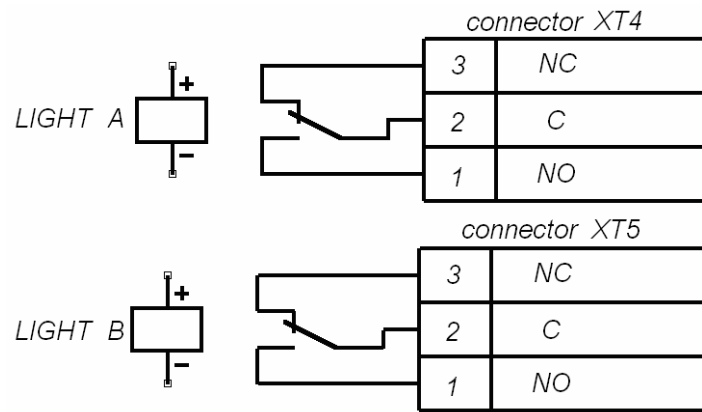 connector XT4
3 NC
+
LIGHT A
2 C
−
1 NO
connector XT5
3 NC
+
LIGHT B
2 C
−
1 NO